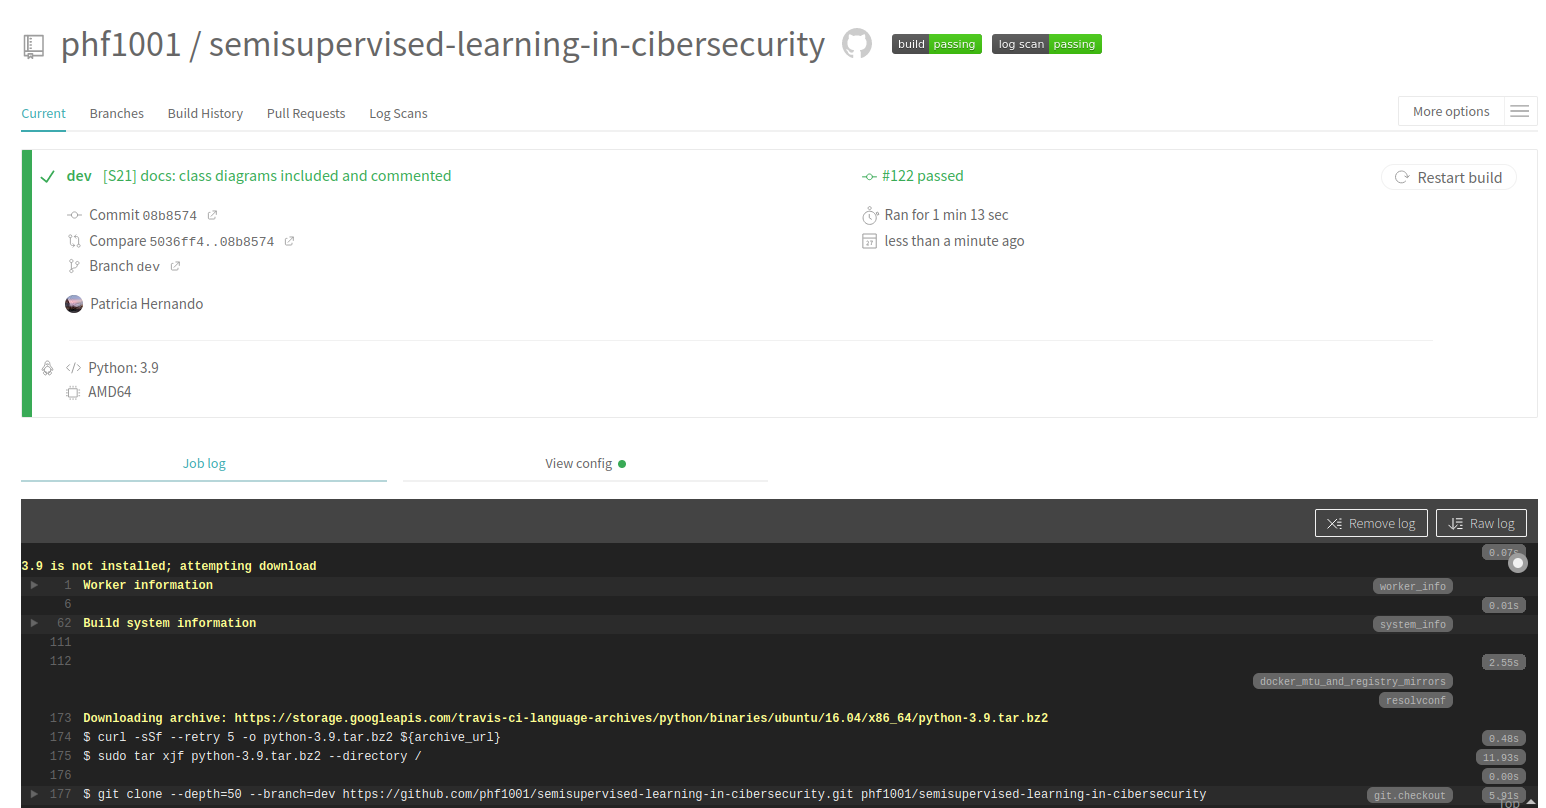 phf1001 / semisupervised-learning-in-cibersecurity build passing log scan passing
Current Branches Build History Pull Requests Log Scans More options
dev [S21] docs: class diagrams included and commented #122 passed Restart build
Commit 08b8574 Ran for 1 min 13 sec
Compare 5036ff4..08b8574 less than a minute ago
Branch dev
Patricia Hernando
Python: 3.9
AMD64
Job log View config
Remove log Raw log
0.07s
3.9 is not installed; attempting download
1 Worker information worker_info
6 0.01s
62 Build system information system_info
111
112 2.55s
docker_mtu_and_registry_mirrors
resolvconf
173 Downloading archive: https://storage.googleapis.com/travis-ci-language-archives/python/binaries/ubuntu/16.04/x86_64/python-3.9.tar.bz2
174 $ curl -sSf --retry 5 -o python-3.9.tar.bz2 ${archive_url} 0.48s
175 $ sudo tar xjf python-3.9.tar.bz2 --directory / 11.93s
176 0.00s
177 $ git clone --depth=50 --branch=dev https://github.com/phf1001/semisupervised-learning-in-cibersecurity.git phf1001/semisupervised-learning-in-cibersecurity git.checkout 5.91s
Top